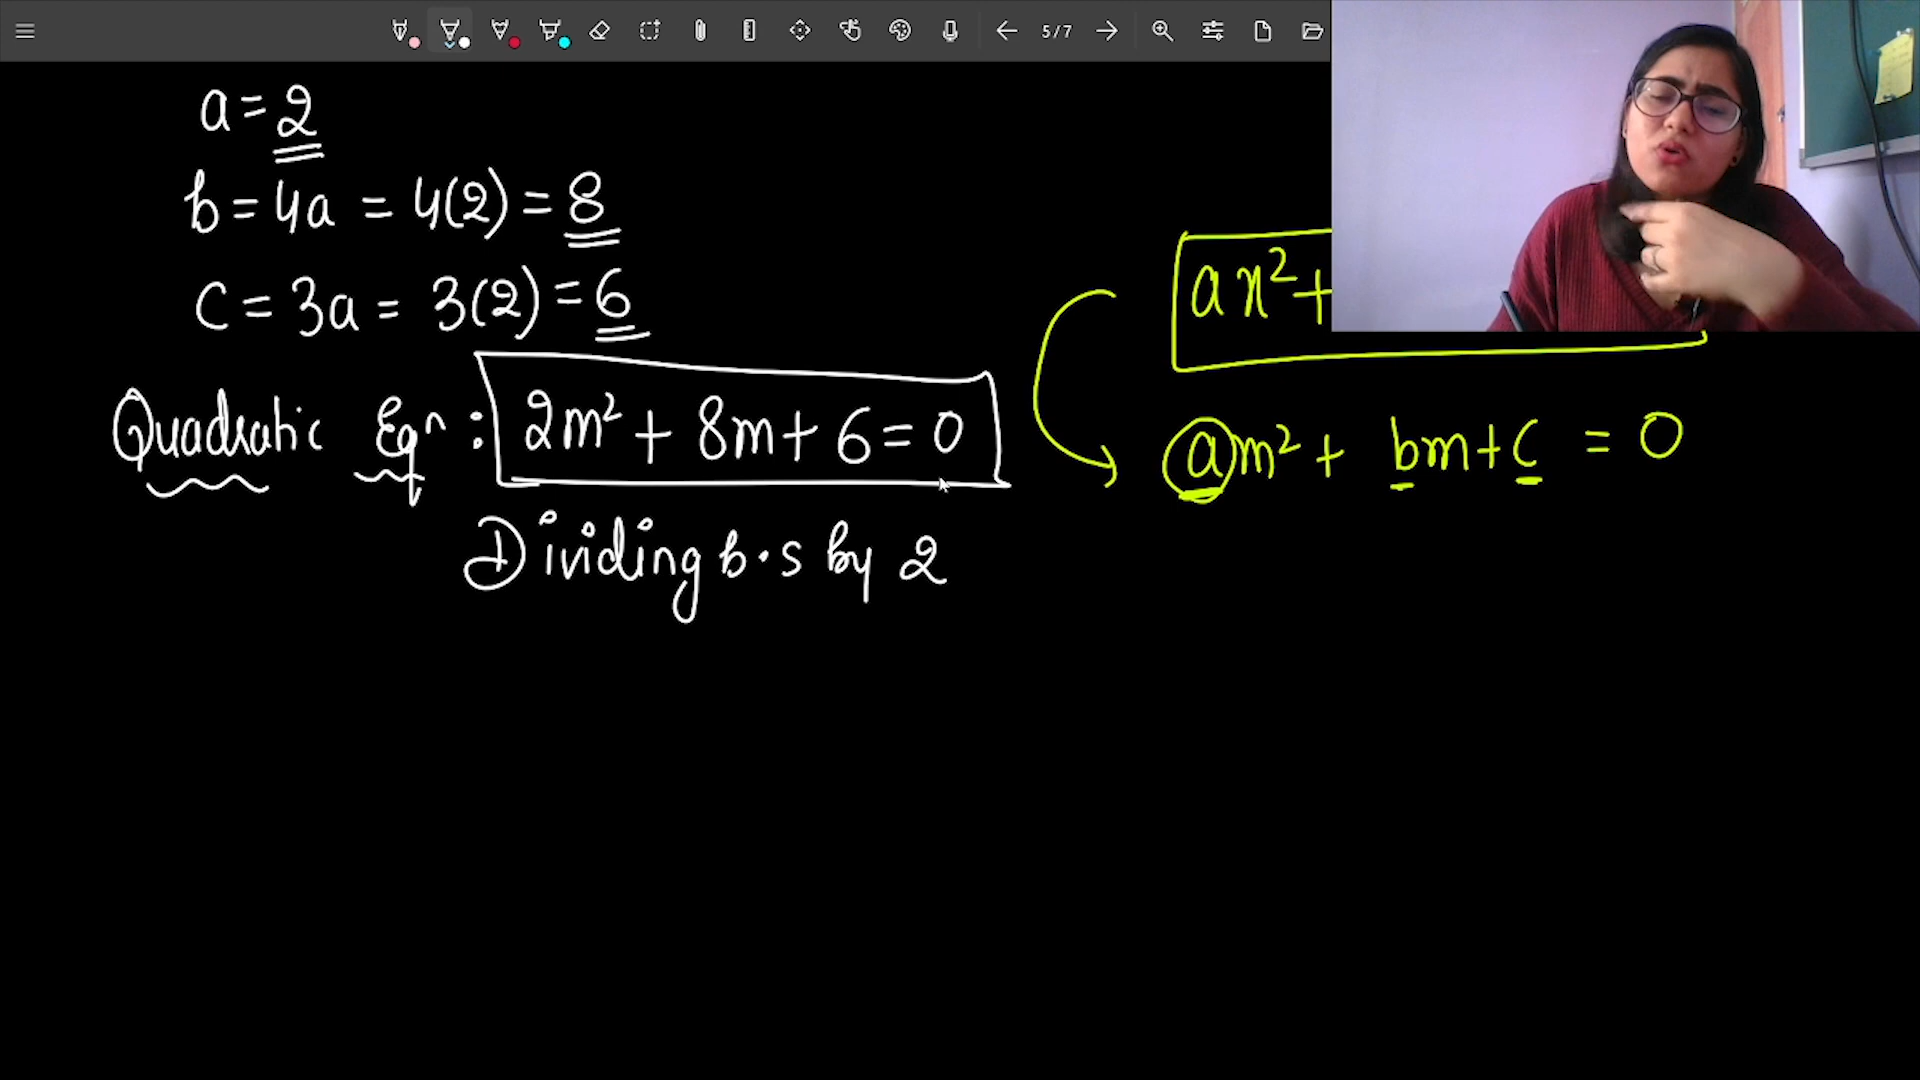 5/7
a = 2
b = 4a = 4(2) = 8
C = 3a = 3(2) = 6
ax² +
Quadratic Eqⁿ : 2m² + 8m + 6 = 0
am² + bm + c = 0
Dividing b.s by 2